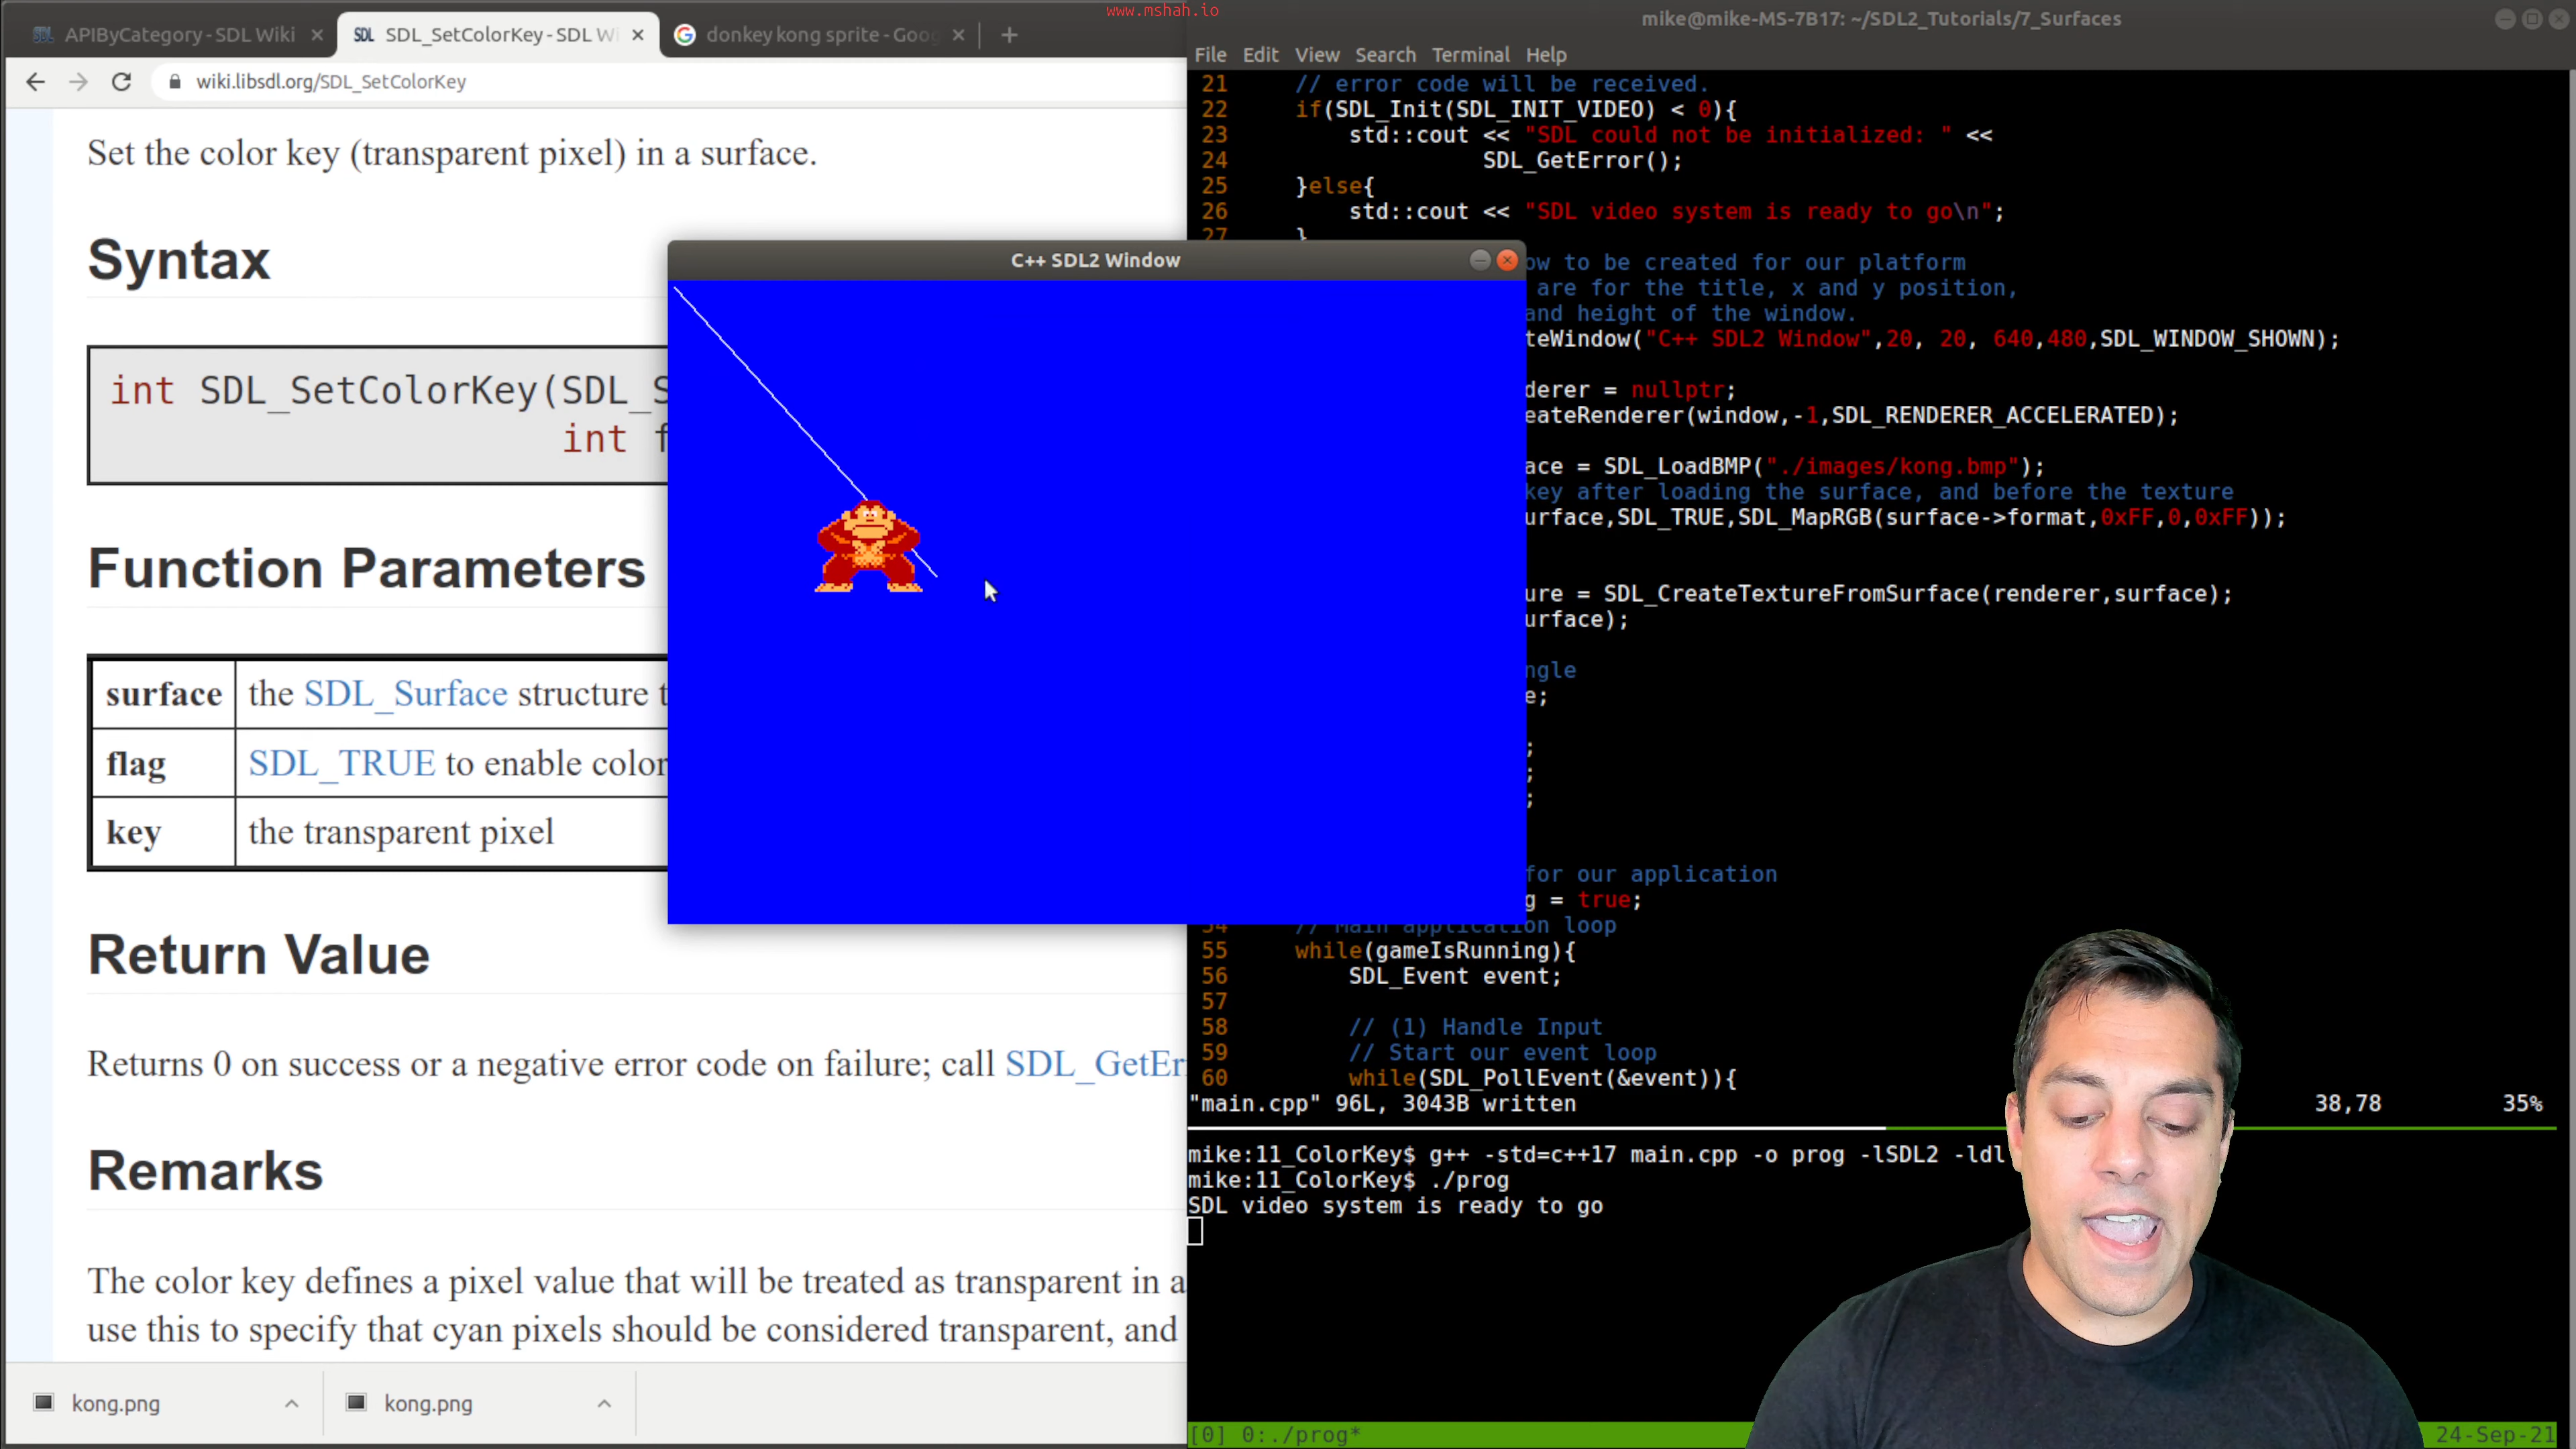 www.mshah.io
APIByCategory - SDL Wiki
SDL_SetColorKey - SDL Wi
donkey kong sprite - Goog
wiki.libsdl.org/SDL_SetColorKey
Set the color key (transparent pixel) in a surface.
Syntax
int SDL_SetColorKey(SDL_S
int f
Function Parameters
surface the SDL_Surface structure t
flag SDL_TRUE to enable color
key the transparent pixel
Return Value
Returns 0 on success or a negative error code on failure; call SDL_GetEr
Remarks
The color key defines a pixel value that will be treated as transparent in a
use this to specify that cyan pixels should be considered transparent, and
kong.png
kong.png
C++ SDL2 Window
mike@mike-MS-7B17: ~/SDL2_Tutorials/7_Surfaces
File Edit View Search Terminal Help
21 // error code will be received.
22 if(SDL_Init(SDL_INIT_VIDEO) < 0){
23 std::cout << "SDL could not be initialized: " <<
24 SDL_GetError();
25 }else{
26 std::cout << "SDL video system is ready to go\n";
27 }
ow to be created for our platform
are for the title, x and y position,
and height of the window.
teWindow("C++ SDL2 Window",20, 20, 640,480,SDL_WINDOW_SHOWN);
derer = nullptr;
eateRenderer(window,-1,SDL_RENDERER_ACCELERATED);
ace = SDL_LoadBMP("./images/kong.bmp");
key after loading the surface, and before the texture
urface,SDL_TRUE,SDL_MapRGB(surface->format,0xFF,0,0xFF));
ure = SDL_CreateTextureFromSurface(renderer,surface);
urface);
ngle
e;
;
;
;
for our application
g = true;
54 // Main application loop
55 while(gameIsRunning){
56 SDL_Event event;
57
58 // (1) Handle Input
59 // Start our event loop
60 while(SDL_PollEvent(&event)){
"main.cpp" 96L, 3043B written 38,78 35%
mike:11_ColorKey$ g++ -std=c++17 main.cpp -o prog -lSDL2 -ldl
mike:11_ColorKey$ ./prog
SDL video system is ready to go
[0] 0:./prog* 24-Sep-21